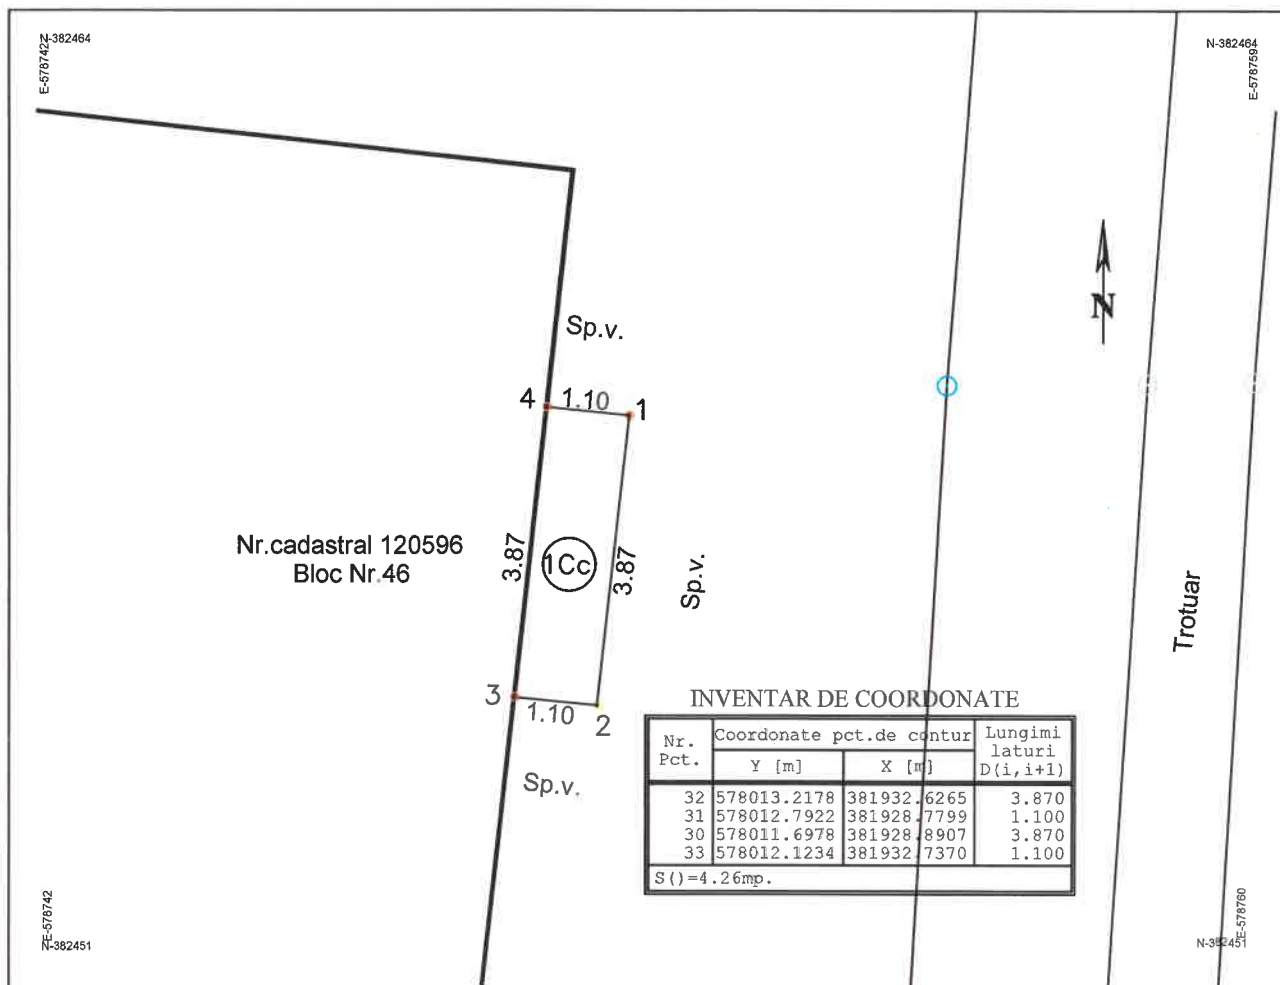 N-382464
E-578742
N-382464
E-578759
Sp.v.
4
1.10
1
N
Nr.cadastral 120596
Bloc Nr.46
3.87
1Cc
3.87
Sp.v.
Trotuar
3
1.10
2
Sp.v.
INVENTAR DE COORDONATE
Nr. Pct.
Coordonate pct.de contur
Y [m]
X [m]
Lungimi
laturi
D(i,i+1)
32 578013.2178 381932.6265 3.870
31 578012.7922 381928.7799 1.100
30 578011.6978 381928.8907 3.870
33 578012.1234 381932.7370 1.100
S()=4.26mp.
E-578742
N-382451
E-578760
N-382451